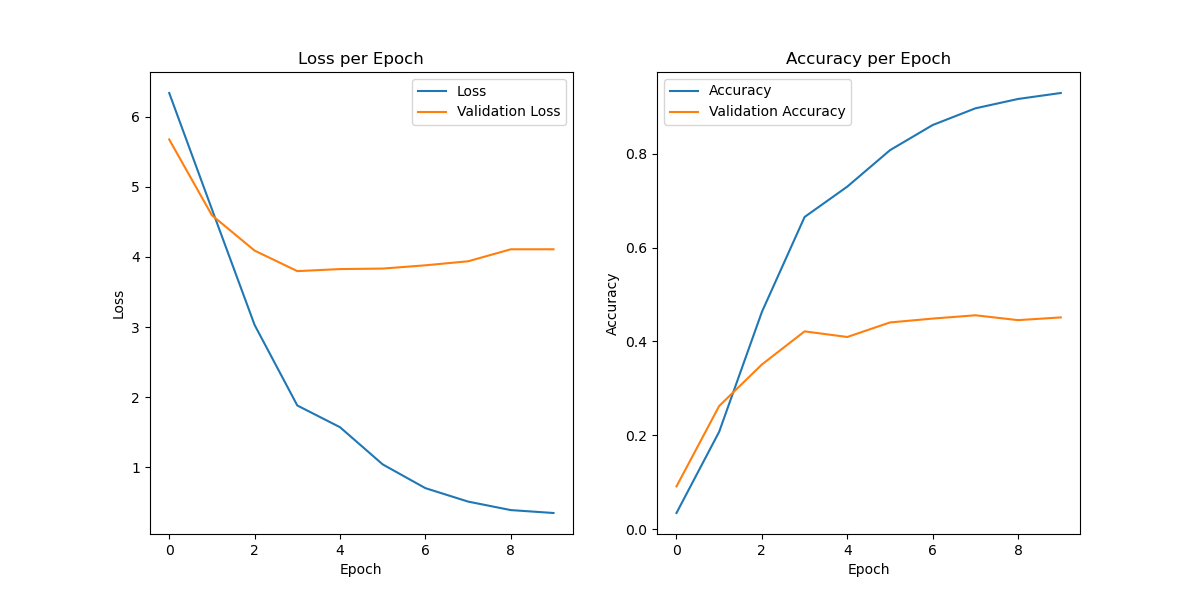 Loss per Epoch
Loss
Validation Loss
6
5
4
3
2
1
Loss
0 2 4 6 8
Epoch
Accuracy per Epoch
Accuracy
Validation Accuracy
0.8
0.6
0.4
0.2
0.0
Accuracy
0 2 4 6 8
Epoch